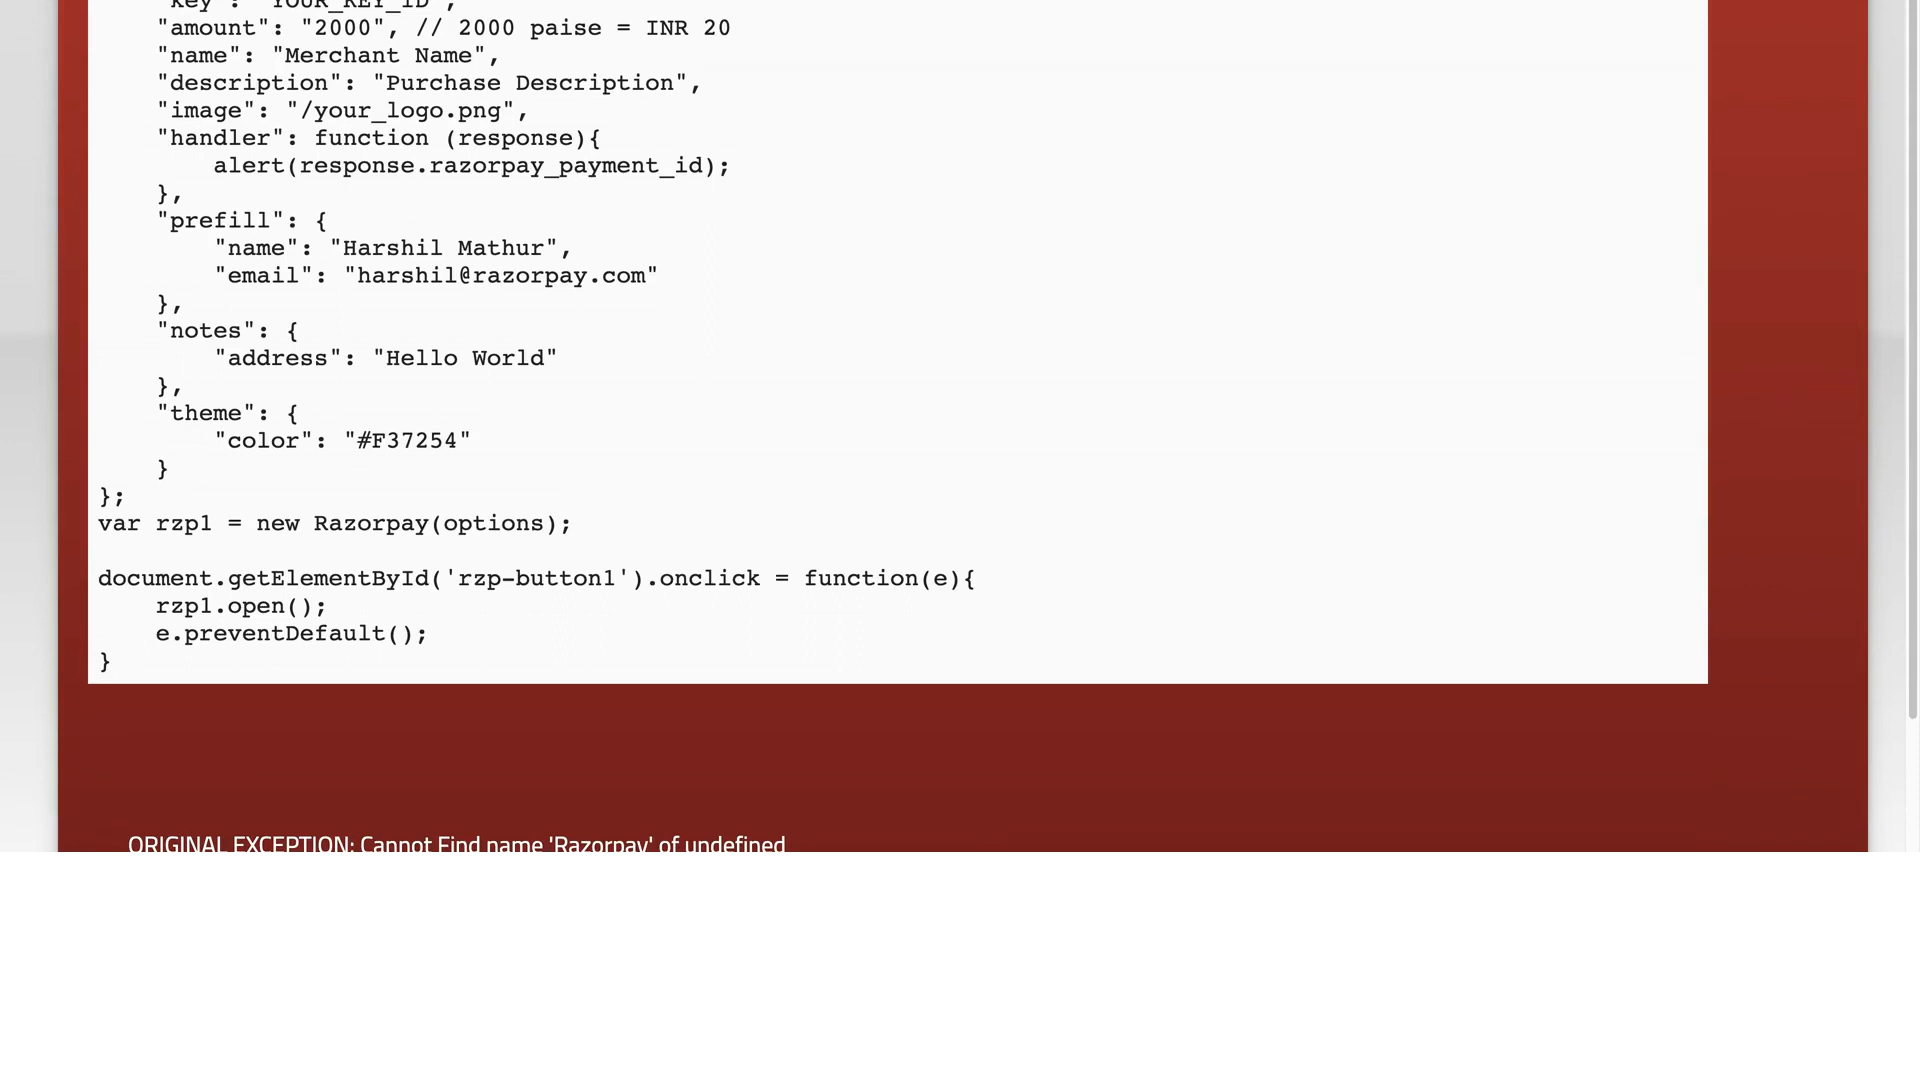 "key": "YOUR_KEY_ID",
"amount": "2000", // 2000 paise = INR 20
"name": "Merchant Name",
"description": "Purchase Description",
"image": "/your_logo.png",
"handler": function (response){
alert(response.razorpay_payment_id);
},
"prefill": {
"name": "Harshil Mathur",
"email": "harshil@razorpay.com"
},
"notes": {
"address": "Hello World"
},
"theme": {
"color": "#F37254"
}
};
var rzp1 = new Razorpay(options);
document.getElementById('rzp-button1').onclick = function(e){
rzp1.open();
e.preventDefault();
}
ORIGINAL EXCEPTION: Cannot Find name 'Razorpay' of undefined